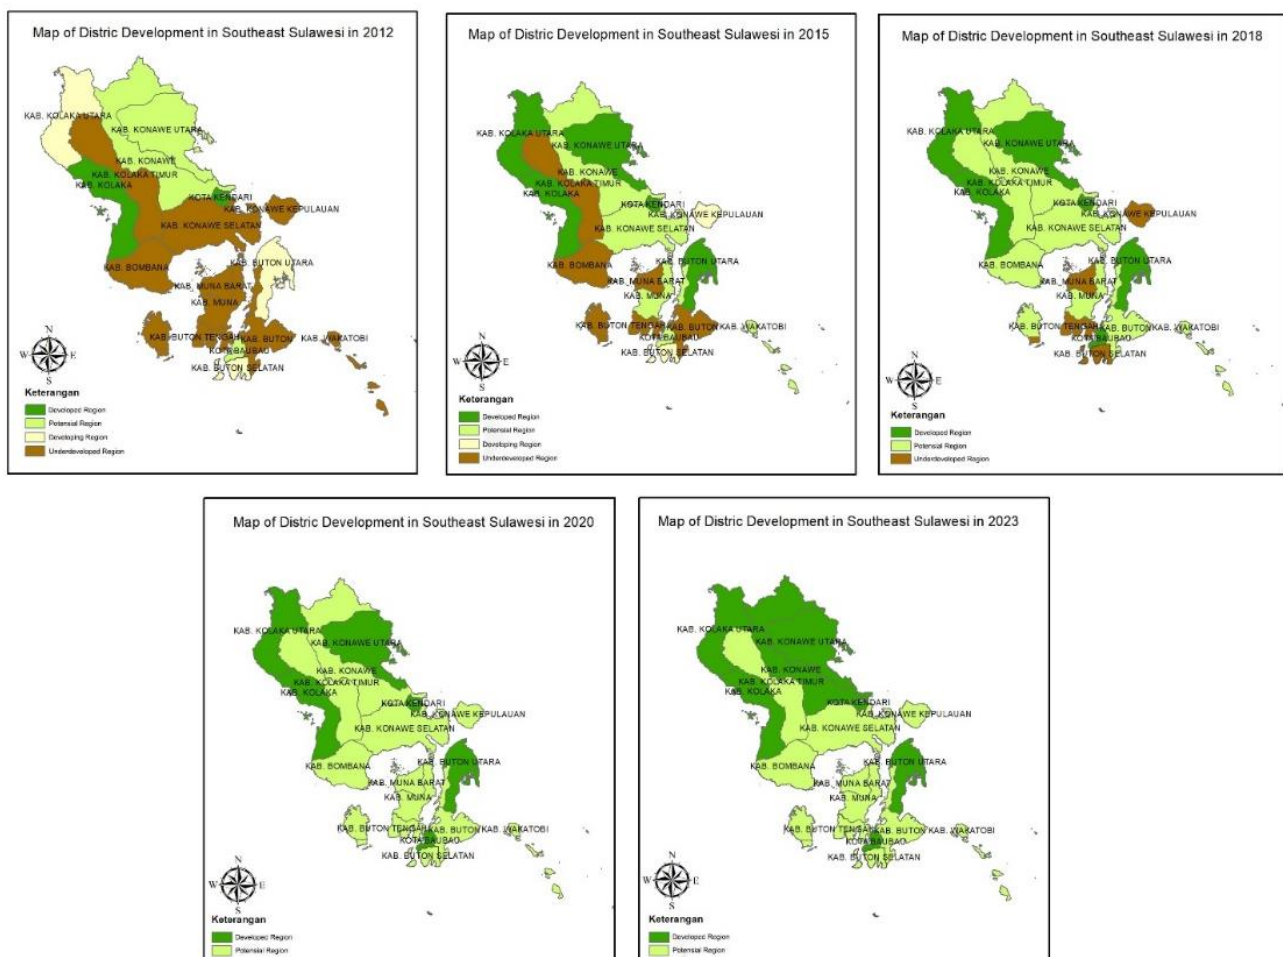 Map of Distric Development in Southeast Sulawesi in 2012
KAB. KOLAKA UTARA
KAB. KONAWE UTARA
KAB. KONAWE
KAB. KOLAKA TIMUR
KAB. KOLAKA
KOTA KENDARI
KAB. KONAWE KEPULAUAN
KAB. KONAWE SELATAN
KAB. BUTON UTARA
KAB. BOMBANA
KAB. MUNA BARAT
KAB. MUNA
KAB. BUTON TENGAH
KAB. BUTON
KAB. WAKATOBI
KOTA BAUBAU
KAB. BUTON SELATAN
N
W
E
S
Keterangan
Developed Region
Potensial Region
Developing Region
Underdeveloped Region
Map of Distric Development in Southeast Sulawesi in 2015
KAB. KOLAKA UTARA
KAB. KONAWE UTARA
KAB. KONAWE
KAB. KOLAKA TIMUR
KAB. KOLAKA
KOTA KENDARI
KAB. KONAWE KEPULAUAN
KAB. KONAWE SELATAN
KAB. BUTON UTARA
KAB. BOMBANA
KAB. MUNA BARAT
KAB. MUNA
KAB. BUTON TENGAH
KAB. BUTON
KAB. WAKATOBI
KOTA BAUBAU
KAB. BUTON SELATAN
N
W
E
S
Keterangan
Developed Region
Potensial Region
Developing Region
Underdeveloped Region
Map of Distric Development in Southeast Sulawesi in 2018
KAB. KOLAKA UTARA
KAB. KONAWE UTARA
KAB. KONAWE
KAB. KOLAKA TIMUR
KAB. KOLAKA
KOTA KENDARI
KAB. KONAWE KEPULAUAN
KAB. KONAWE SELATAN
KAB. BUTON UTARA
KAB. BOMBANA
KAB. MUNA BARAT
KAB. MUNA
KAB. BUTON TENGAH
KAB. BUTON
KAB. WAKATOBI
KOTA BAUBAU
KAB. BUTON SELATAN
N
W
E
S
Keterangan
Developed Region
Potensial Region
Underdeveloped Region
Map of Distric Development in Southeast Sulawesi in 2020
KAB. KOLAKA UTARA
KAB. KONAWE UTARA
KAB. KONAWE
KAB. KOLAKA TIMUR
KAB. KOLAKA
KOTA KENDARI
KAB. KONAWE KEPULAUAN
KAB. KONAWE SELATAN
KAB. BUTON UTARA
KAB. BOMBANA
KAB. MUNA BARAT
KAB. MUNA
KAB. BUTON TENGAH
KAB. BUTON
KAB. WAKATOBI
KOTA BAUBAU
KAB. BUTON SELATAN
N
W
E
S
Keterangan
Developed Region
Potensial Region
Map of Distric Development in Southeast Sulawesi in 2023
KAB. KOLAKA UTARA
KAB. KONAWE UTARA
KAB. KONAWE
KAB. KOLAKA TIMUR
KAB. KOLAKA
KOTA KENDARI
KAB. KONAWE KEPULAUAN
KAB. KONAWE SELATAN
KAB. BUTON UTARA
KAB. BOMBANA
KAB. MUNA BARAT
KAB. MUNA
KAB. BUTON TENGAH
KAB. BUTON
KAB. WAKATOBI
KOTA BAUBAU
KAB. BUTON SELATAN
N
W
E
S
Keterangan
Developed Region
Potensial Region